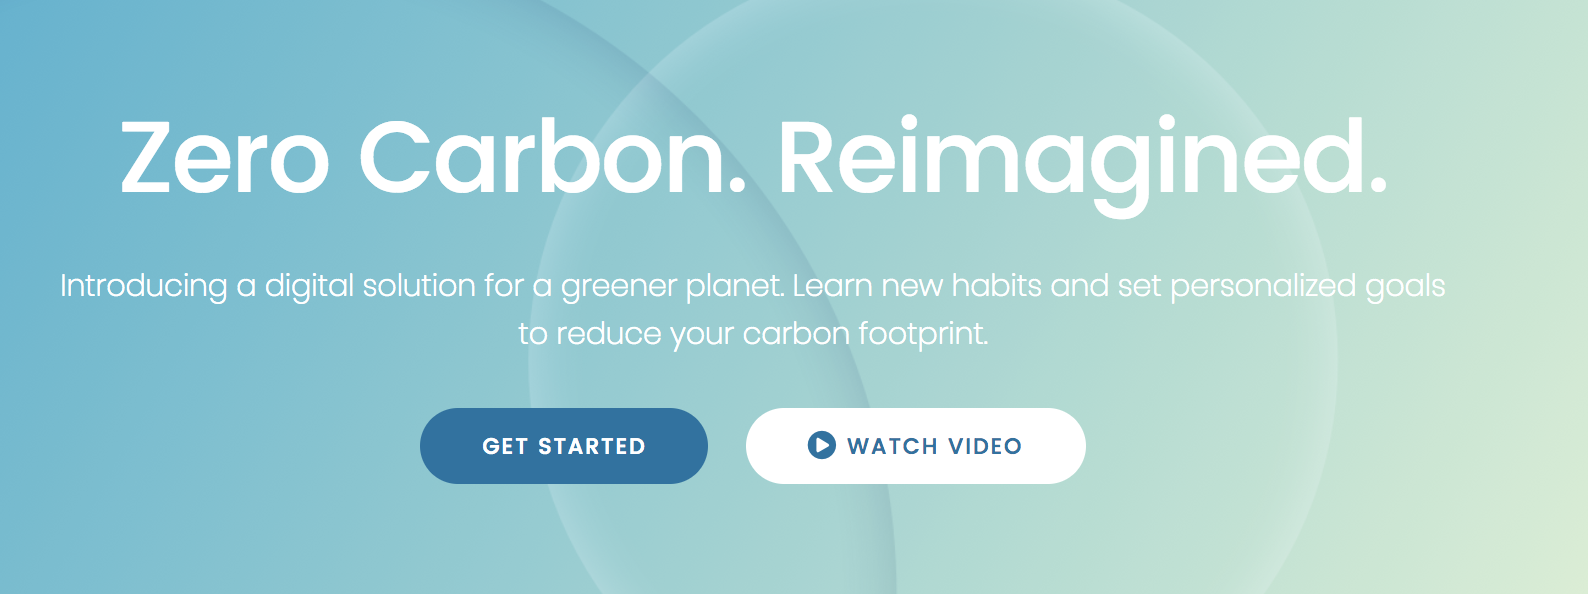 Zero Carbon. Reimagined.
Introducing a digital solution for a greener planet. Learn new habits and set personalized goals
to reduce your carbon footprint.
GET STARTED
WATCH VIDEO